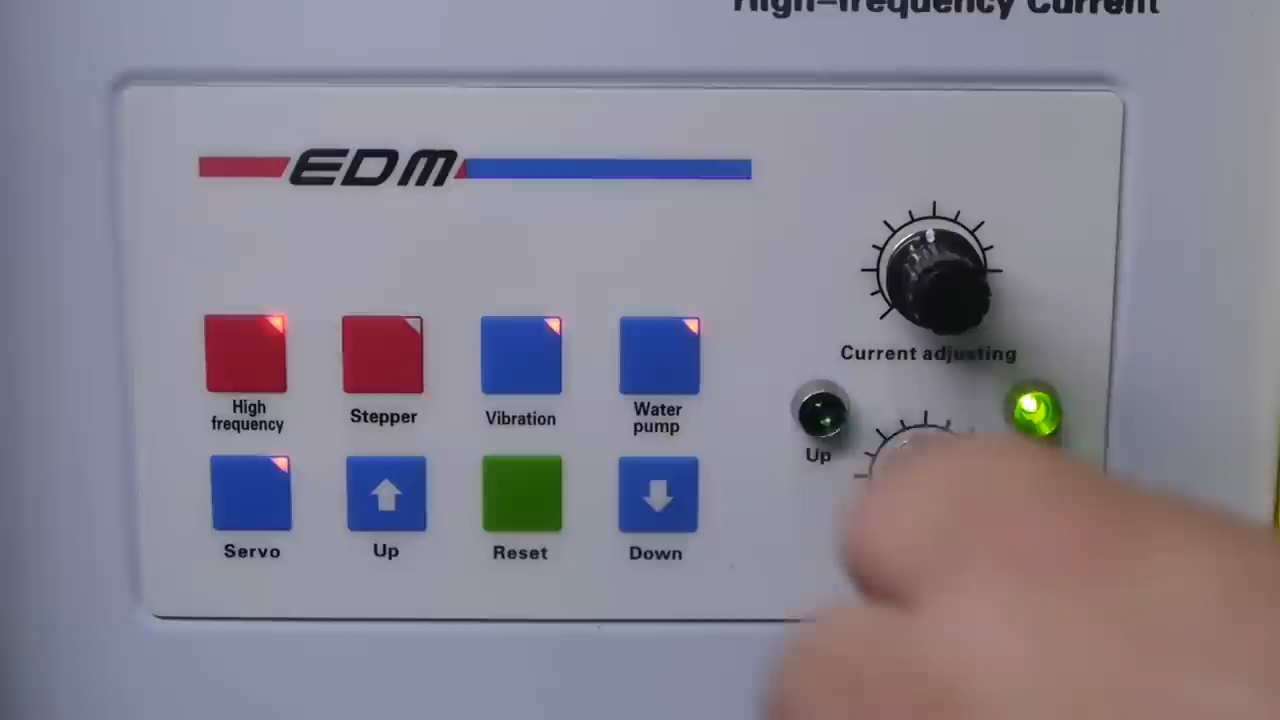 High-frequency Current
EDM
Current adjusting
High
frequency
Stepper
Vibration
Water
pump
Up
Servo
Up
Reset
Down